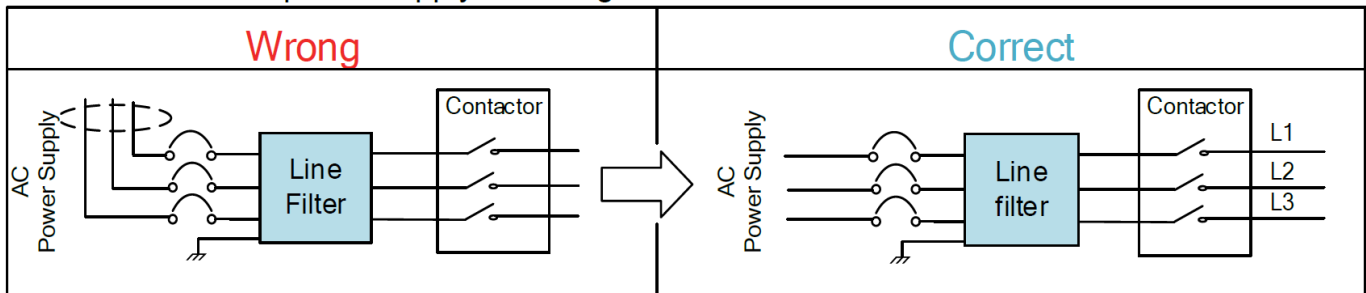 Wrong
Correct
AC
Power Supply
Line
Filter
Contactor
AC
Power Supply
Line
filter
Contactor
L1
L2
L3